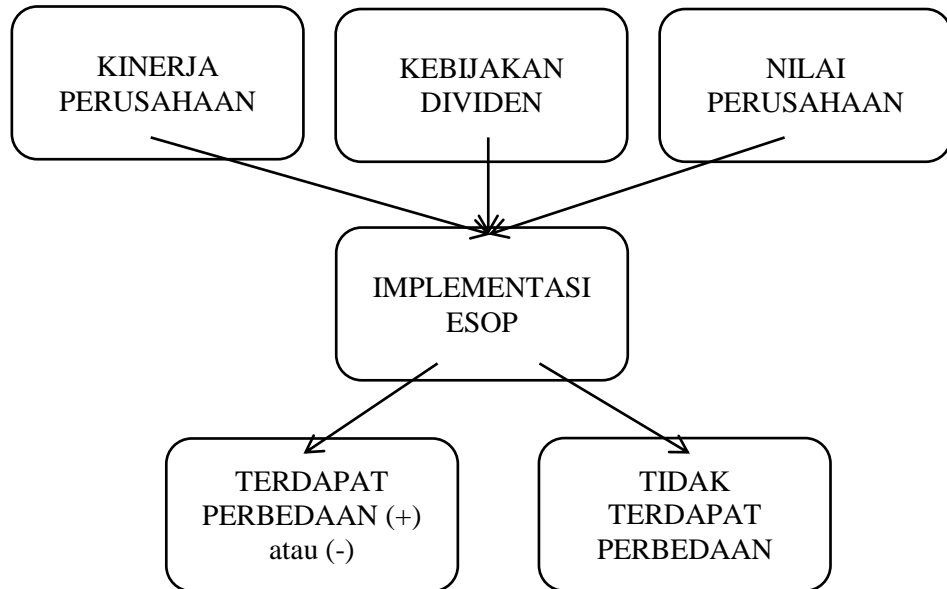 KINERJA
PERUSAHAAN
KEBIJAKAN
DIVIDEN
NILAI
PERUSAHAAN
IMPLEMENTASI
ESOP
TERDAPAT
PERBEDAAN (+)
atau (-)
TIDAK
TERDAPAT
PERBEDAAN